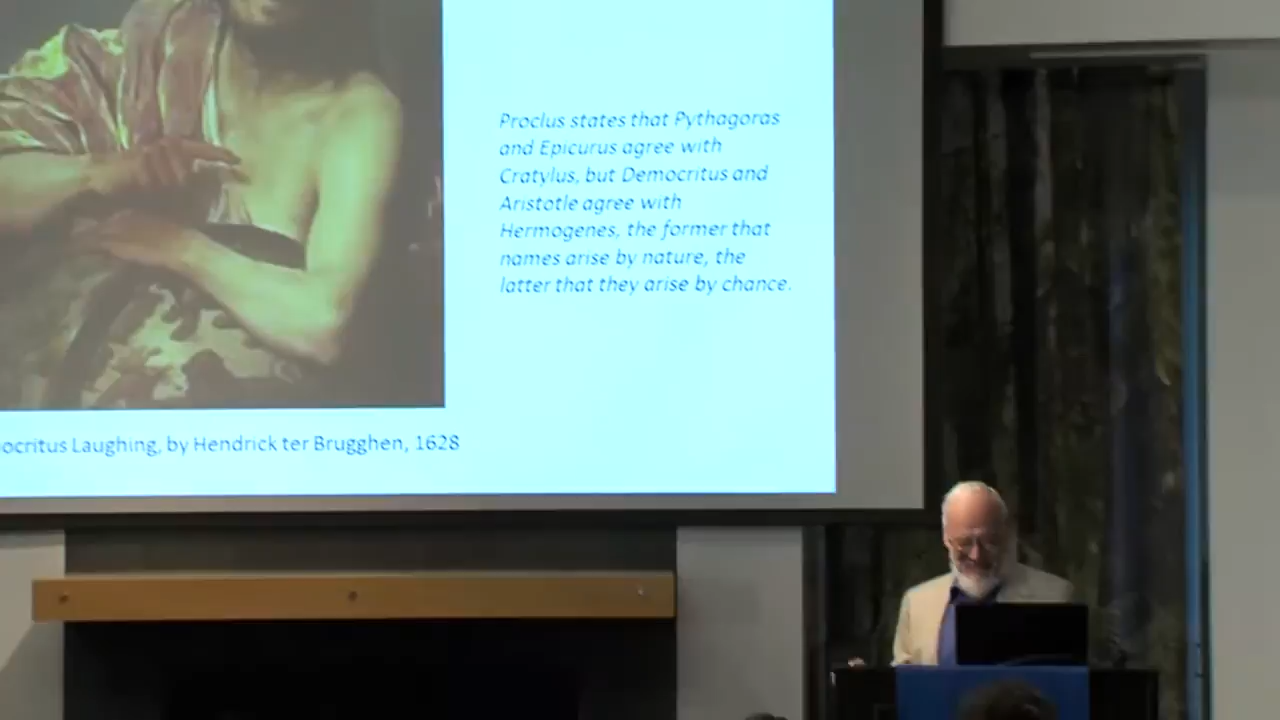 Proclus states that Pythagoras
and Epicurus agree with
Cratylus, but Democritus and
Aristotle agree with
Hermogenes, the former that
names arise by nature, the
latter that they arise by chance.
ocritus Laughing, by Hendrick ter Brugghen, 1628